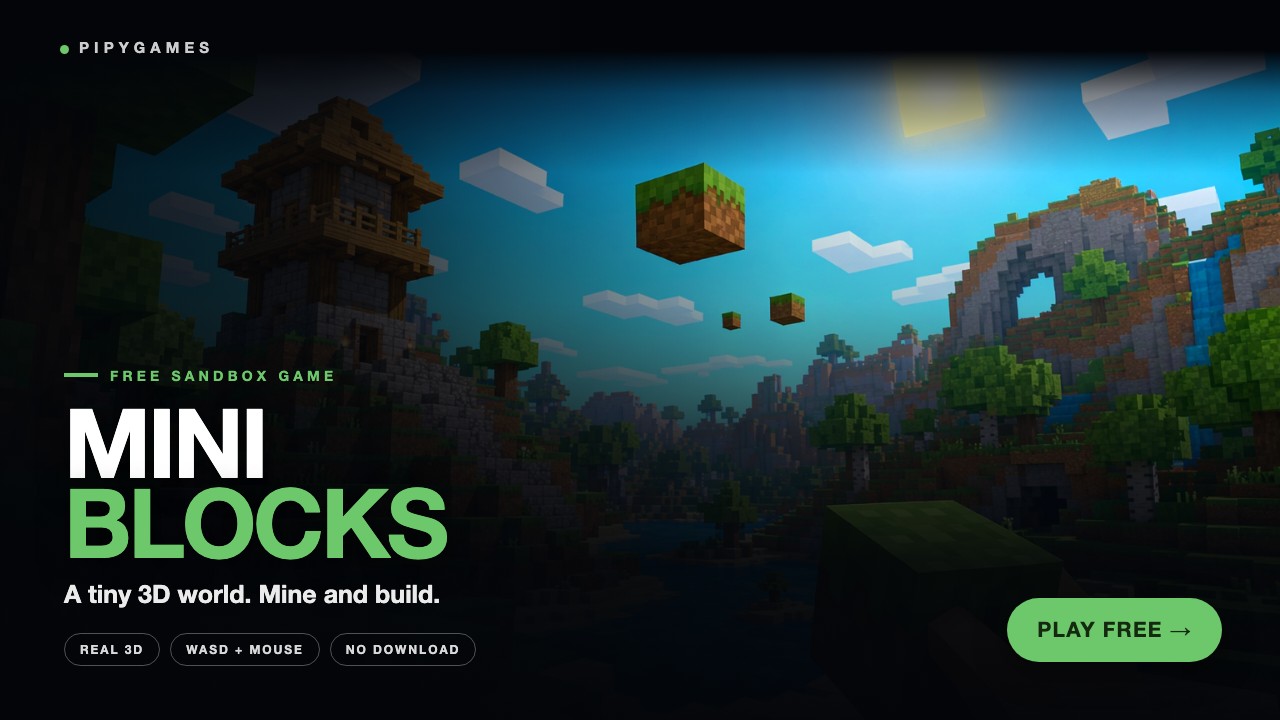 PIPYGAMES
FREE SANDBOX GAME
MINI
BLOCKS
A tiny 3D world. Mine and build.
REAL 3D
WASD + MOUSE
NO DOWNLOAD
PLAY FREE →